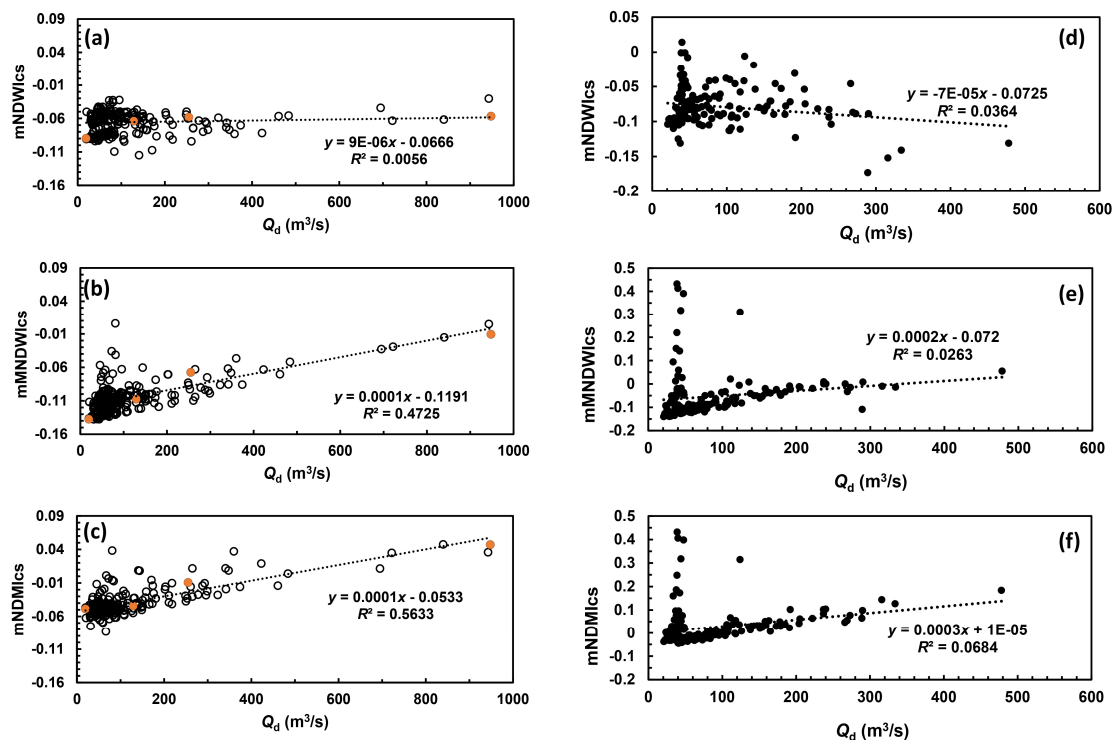 (a)
mNDWIcs
0.09
0.04
-0.01
-0.06
-0.11
-0.16
y = 9E-06x - 0.0666
R² = 0.0056
0 200 400 600 800 1000
Qd (m³/s)
(b)
mMNDWIcs
0.09
0.04
-0.01
-0.06
-0.11
-0.16
y = 0.0001x - 0.1191
R² = 0.4725
0 200 400 600 800 1000
Qd (m³/s)
(c)
mNDMIcs
0.09
0.04
-0.01
-0.06
-0.11
-0.16
y = 0.0001x - 0.0533
R² = 0.5633
0 200 400 600 800 1000
Qd (m³/s)
(d)
mNDWIcs
0.05
0
-0.05
-0.1
-0.15
-0.2
y = -7E-05x - 0.0725
R² = 0.0364
0 100 200 300 400 500 600
Qd (m³/s)
(e)
mMNDWIcs
0.5
0.4
0.3
0.2
0.1
0
-0.1
-0.2
y = 0.0002x - 0.072
R² = 0.0263
0 100 200 300 400 500 600
Qd (m³/s)
(f)
mNDMIcs
0.5
0.4
0.3
0.2
0.1
0
-0.1
-0.2
y = 0.0003x + 1E-05
R² = 0.0684
0 100 200 300 400 500 600
Qd (m³/s)